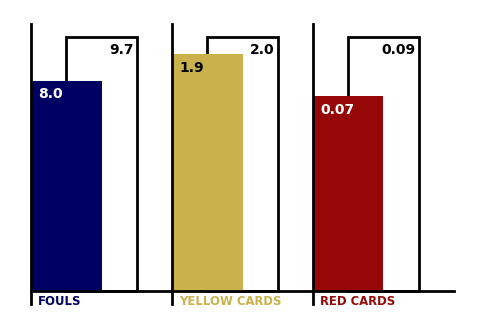 9.7
2.0
0.09
8.0
1.9
0.07
FOULS
YELLOW CARDS
RED CARDS